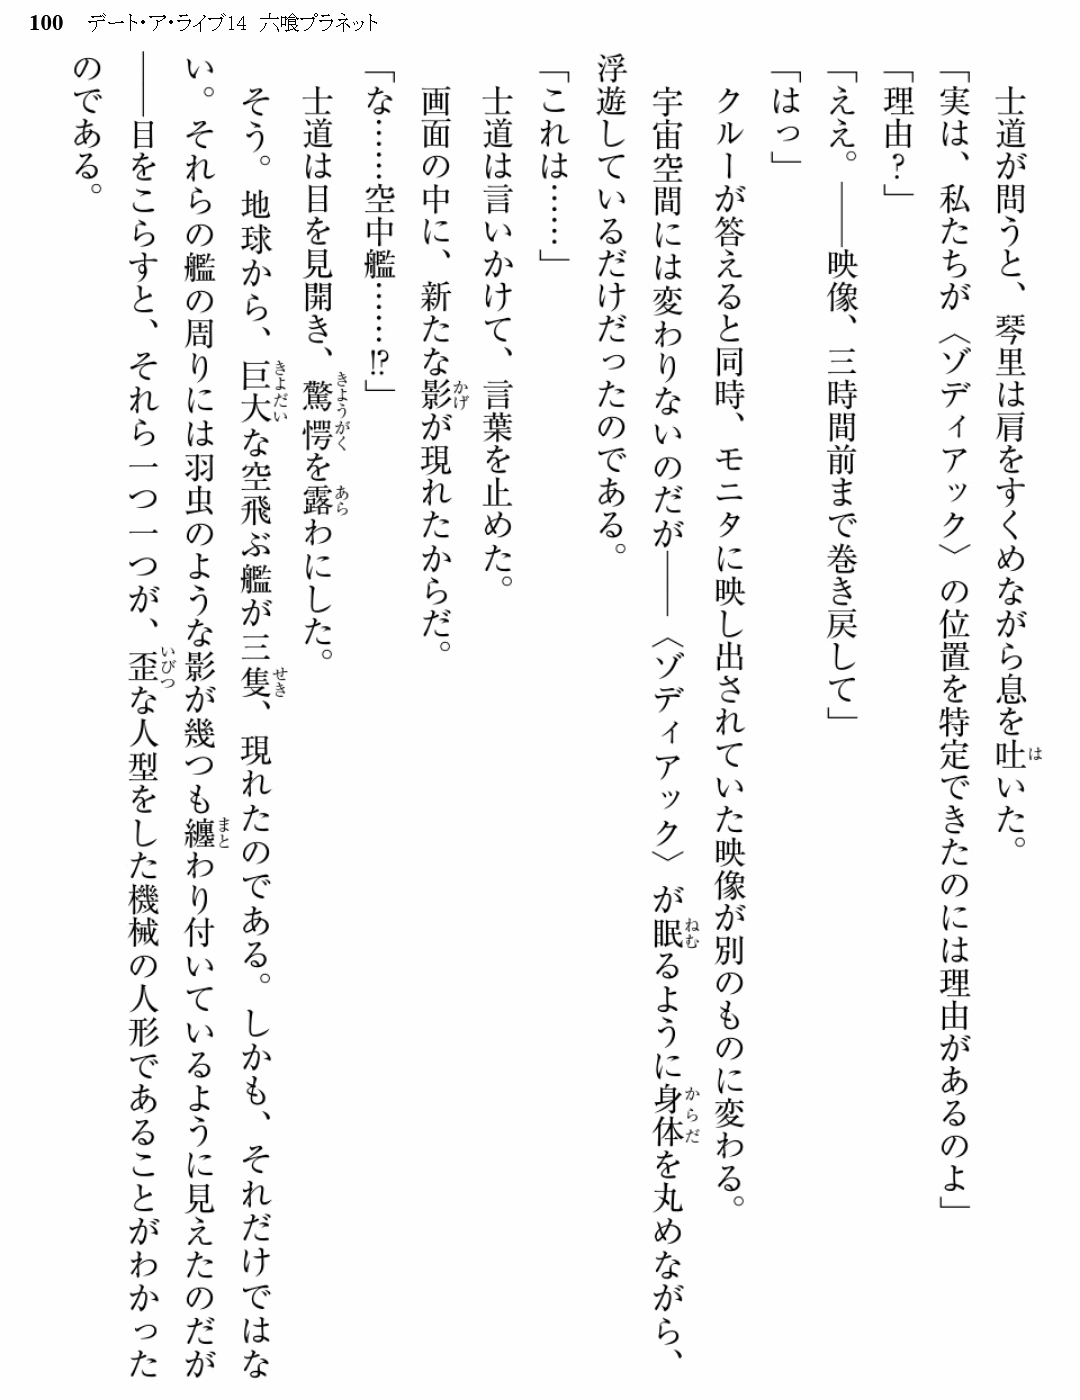 100 デート・ア・ライブ14 六喰プラネット
士道が問うと、琴里は肩をすくめながら息を吐いた。
「実は、私たちが〈ゾディアック〉の位置を特定できたのには理由があるのよ」
「理由？」
「ええ。――映像、三時間前まで巻き戻して」
「はっ」
クルーが答えると同時、モニタに映し出されていた映像が別のものに変わる。
宇宙空間には変わりないのだが――〈ゾディアック〉が眠るように身体を丸めながら、
浮遊しているだけだったのである。
「これは……」
士道は言いかけて、言葉を止めた。
画面の中に、新たな影が現れたからだ。
「な……空中艦……!?」
士道は目を見開き、驚愕を露わにした。
そう。地球から、巨大な空飛ぶ艦が三隻、現れたのである。しかも、それだけではな
い。それらの艦の周りには羽虫のような影が幾つも纏わり付いているように見えたのだが
――目をこらすと、それら一つ一つが、歪な人型をした機械の人形であることがわかった
のである。